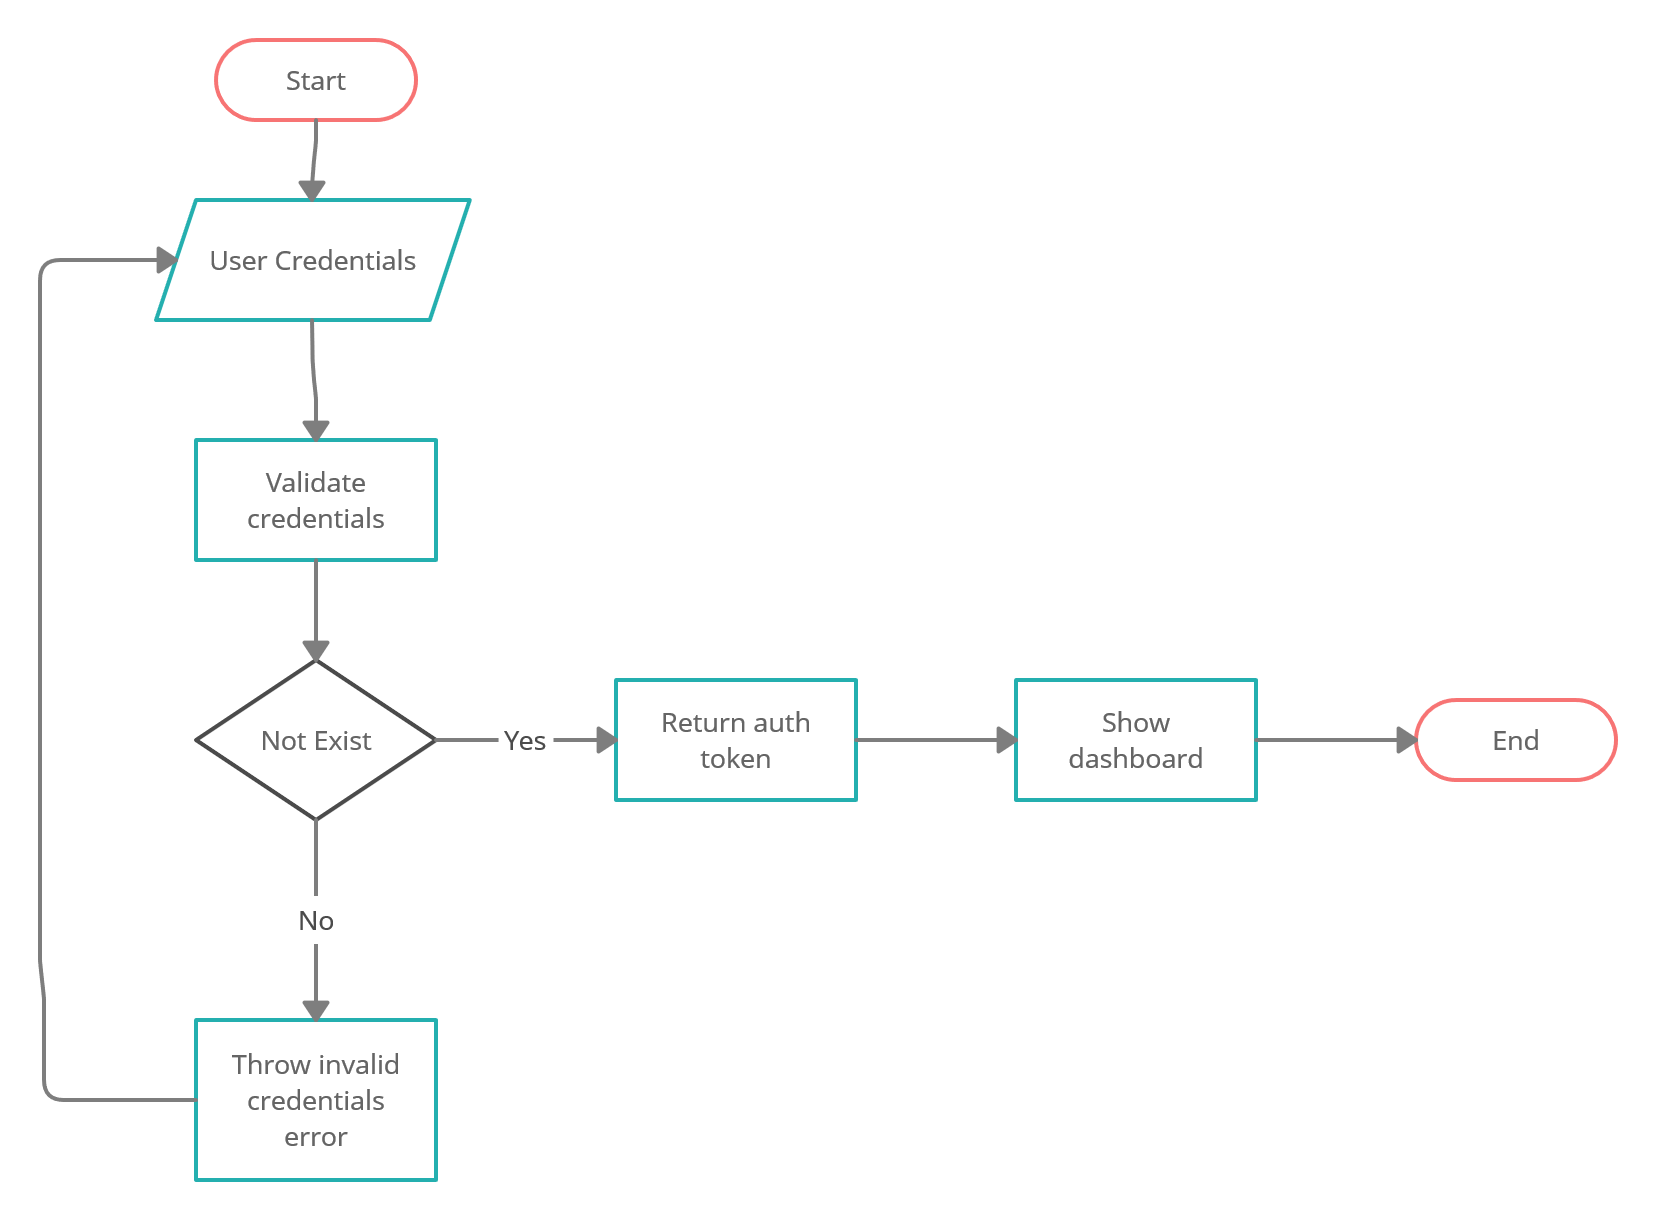 Start
User Credentials
Validate
credentials
Not Exist
Yes
Return auth
token
Show
dashboard
End
No
Throw invalid
credentials
error